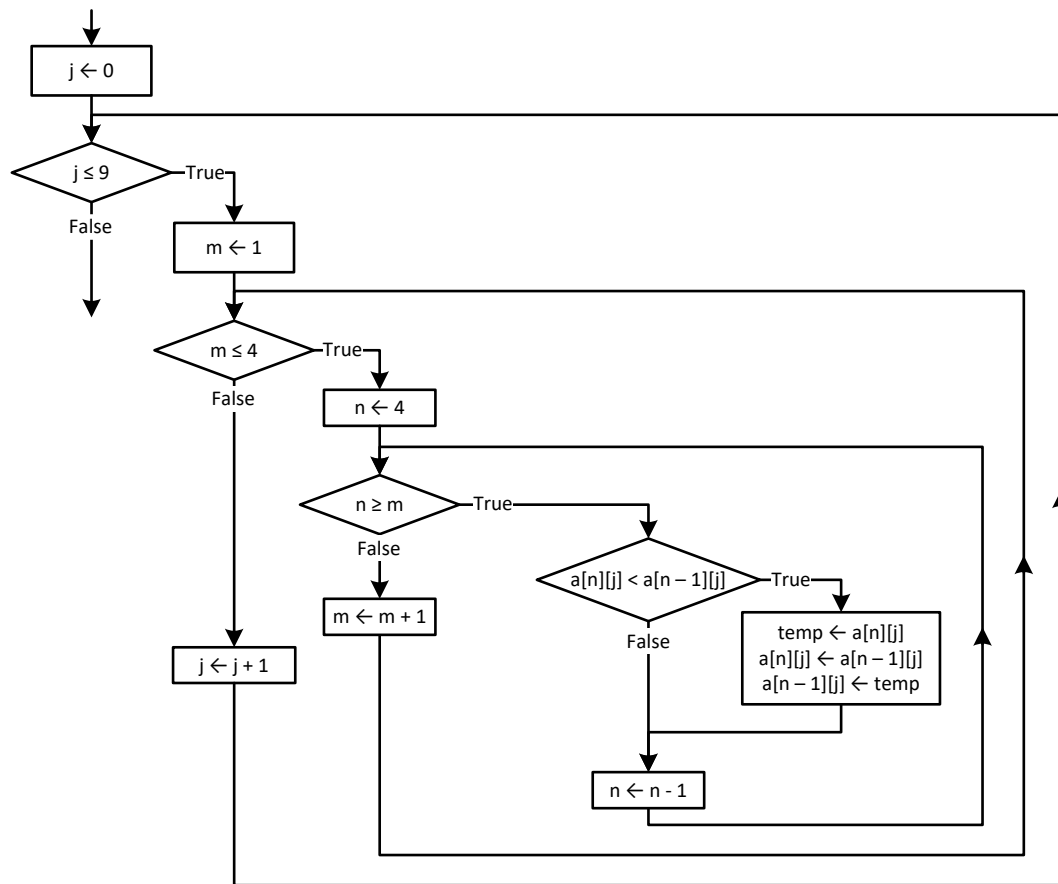 j ← 0
j ≤ 9
True
False
m ← 1
m ≤ 4
True
False
n ← 4
n ≥ m
True
False
a[n][j] < a[n – 1][j]
True
False
m ← m + 1
temp ← a[n][j]
a[n][j] ← a[n – 1][j]
a[n – 1][j] ← temp
j ← j + 1
n ← n - 1